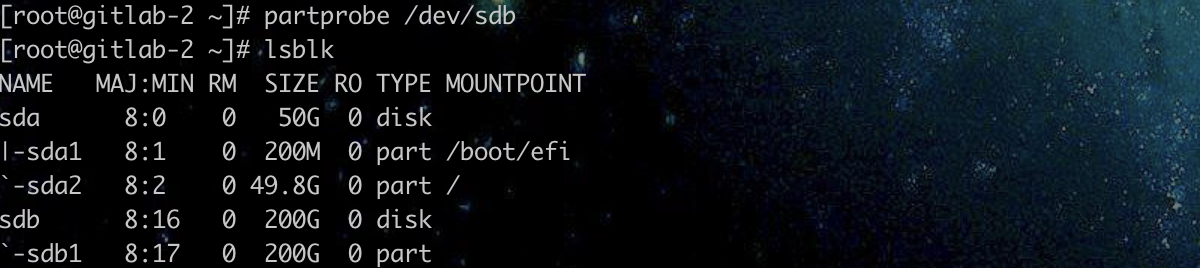 [root@gitlab-2 ~]# partprobe /dev/sdb
[root@gitlab-2 ~]# lsblk
NAME   MAJ:MIN RM  SIZE RO TYPE MOUNTPOINT
sda      8:0    0   50G  0 disk
|-sda1   8:1    0  200M  0 part /boot/efi
`-sda2   8:2    0 49.8G  0 part /
sdb      8:16   0  200G  0 disk
`-sdb1   8:17   0  200G  0 part